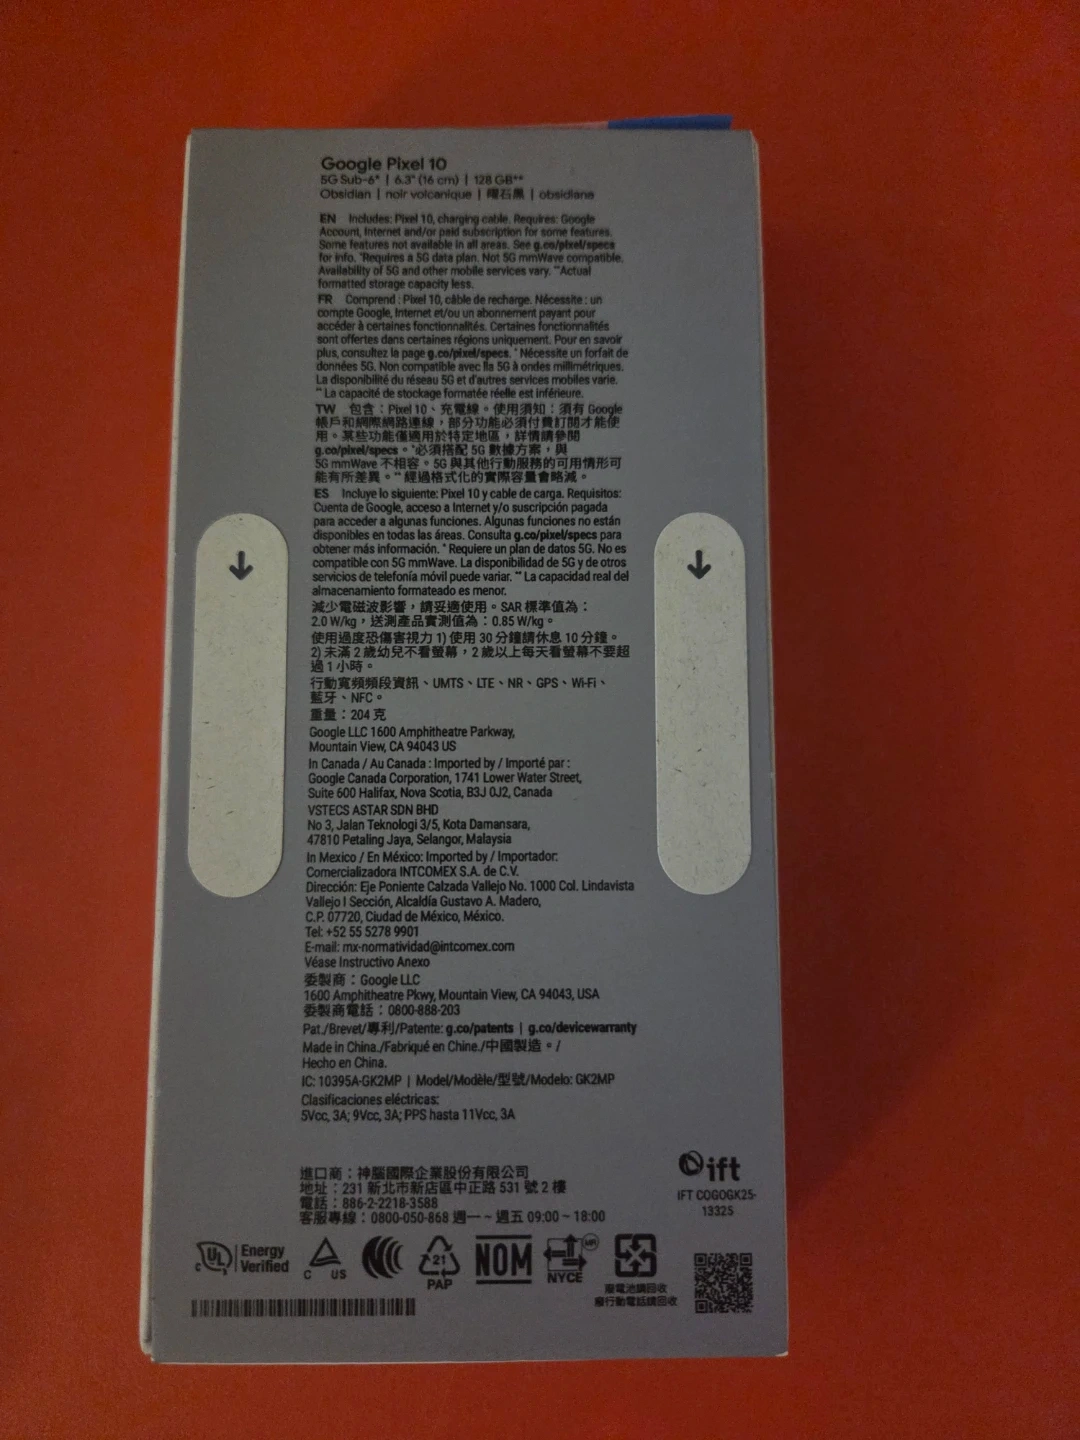 Google Pixel 10
5G Sub-6* | 6.3" (16 cm) | 128 GB**
Obsidian | noir volcanique | 曜石黑 | obsidiana
EN Includes: Pixel 10, charging cable. Requires: Google
Account, Internet and/or paid subscription for some features.
Some features not available in all areas. See g.co/pixel/specs
for info. *Requires a 5G data plan. Not 5G mmWave compatible.
Availability of 5G and other mobile services vary. **Actual
formatted storage capacity less.
FR Comprend : Pixel 10, câble de recharge. Nécessite : un
compte Google, Internet et/ou un abonnement payant pour
accéder à certaines fonctionnalités. Certaines fonctionnalités
sont offertes dans certaines régions uniquement. Pour en savoir
plus, consultez la page g.co/pixel/specs. * Nécessite un forfait de
données 5G. Non compatible avec lla 5G à ondes millimétriques.
La disponibilité du réseau 5G et d'autres services mobiles varie.
** La capacité de stockage formatée réelle est inférieure.
TW 包含：Pixel 10、充電線。使用須知：須有 Google
帳戶和網際網路連線，部分功能必須付費訂閱才能使
用。某些功能僅適用於特定地區，詳情請參閱
g.co/pixel/specs。*必須搭配 5G 數據方案，與
5G mmWave 不相容。5G 與其他行動服務的可用情形可
能有所差異。** 經過格式化的實際容量會略減。
ES Incluye lo siguiente: Pixel 10 y cable de carga. Requisitos:
Cuenta de Google, acceso a Internet y/o suscripción pagada
para acceder a algunas funciones. Algunas funciones no están
disponibles en todas las áreas. Consulta g.co/pixel/specs para
obtener más información. * Requiere un plan de datos 5G. No es
compatible con 5G mmWave. La disponibilidad de 5G y de otros
servicios de telefonía móvil puede variar. ** La capacidad real del
almacenamiento formateado es menor.
減少電磁波影響，請妥適使用。SAR 標準值為：
2.0 W/kg，送測產品實測值為：0.85 W/kg。
使用過度恐傷害視力 1) 使用 30 分鐘請休息 10 分鐘。
2) 未滿 2 歲幼兒不看螢幕，2 歲以上每天看螢幕不要超
過 1 小時。
行動寬頻頻段資訊、UMTS、LTE、NR、GPS、Wi-Fi、
藍牙、NFC。
重量：204 克
Google LLC 1600 Amphitheatre Parkway,
Mountain View, CA 94043 US
In Canada / Au Canada : Imported by / Importé par :
Google Canada Corporation, 1741 Lower Water Street,
Suite 600 Halifax, Nova Scotia, B3J 0J2, Canada
VSTECS ASTAR SDN BHD
No 3, Jalan Teknologi 3/5, Kota Damansara,
47810 Petaling Jaya, Selangor, Malaysia
In Mexico / En México: Imported by / Importador:
Comercializadora INTCOMEX S.A. de C.V.
Dirección: Eje Poniente Calzada Vallejo No. 1000 Col. Lindavista
Vallejo I Sección, Alcaldía Gustavo A. Madero,
C.P. 07720, Ciudad de México, México.
Tel: +52 55 5278 9901
E-mail: mx-normatividad@intcomex.com
Véase Instructivo Anexo
委製商：Google LLC
1600 Amphitheatre Pkwy, Mountain View, CA 94043, USA
委製商電話：0800-888-203
Pat./Brevet/專利/Patente: g.co/patents | g.co/devicewarranty
Made in China./Fabriqué en Chine./中國製造。/
Hecho en China.
IC: 10395A-GK2MP | Model/Modèle/型號/Modelo: GK2MP
Clasificaciones eléctricas:
5Vcc, 3A; 9Vcc, 3A; PPS hasta 11Vcc, 3A
進口商：神腦國際企業股份有限公司
地址：231 新北市新店區中正路 531 號 2 樓
電話：886-2-2218-3588
客服專線：0800-050-868 週一 ~ 週五 09:00 ~ 18:00
ift
IFT COGOGK25-
13325
c UL us Energy
Verified
C US
21
PAP
NOM
NYCE MR
廢電池請回收
廢行動電話請回收